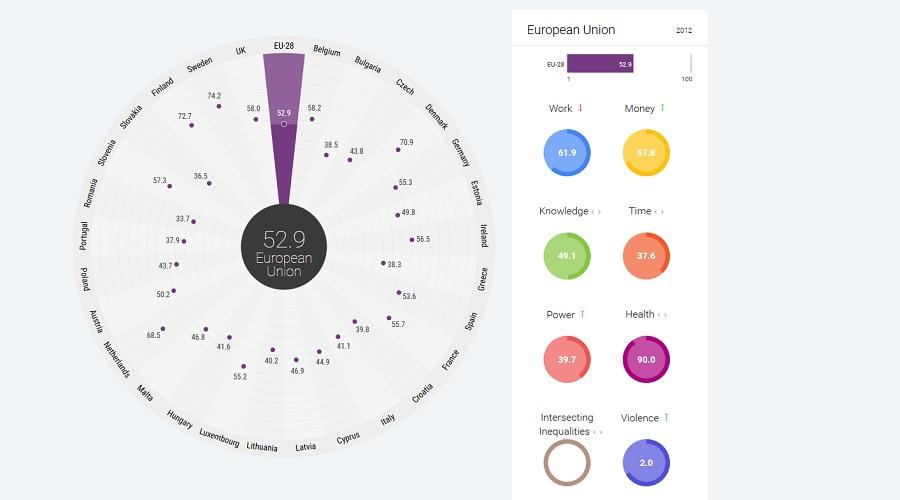 EU-28
Belgium
Bulgaria
Czech
Denmark
Germany
Estonia
Ireland
Greece
Spain
France
Croatia
Italy
Cyprus
Latvia
Lithuania
Luxembourg
Hungary
Malta
Netherlands
Austria
Poland
Portugal
Romania
Slovenia
Slovakia
Finland
Sweden
UK
52.9
58.2
38.5
43.8
70.9
55.3
49.8
56.5
38.3
53.6
55.7
39.8
41.1
44.9
46.9
40.2
55.2
41.6
46.8
68.5
50.2
43.7
37.9
33.7
36.5
57.3
72.7
74.2
58.0
52.9
European
Union
European Union 2012
EU-28 52.9
1 100
Work Money
61.9 67.8
Knowledge Time
49.1 37.6
Power Health
39.7 90.0
Intersecting Violence
Inequalities
2.0